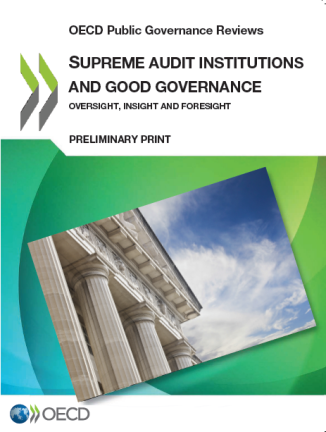 OECD Public Governance Reviews
SUPREME AUDIT INSTITUTIONS
AND GOOD GOVERNANCE
OVERSIGHT, INSIGHT AND FORESIGHT
PRELIMINARY PRINT
OECD